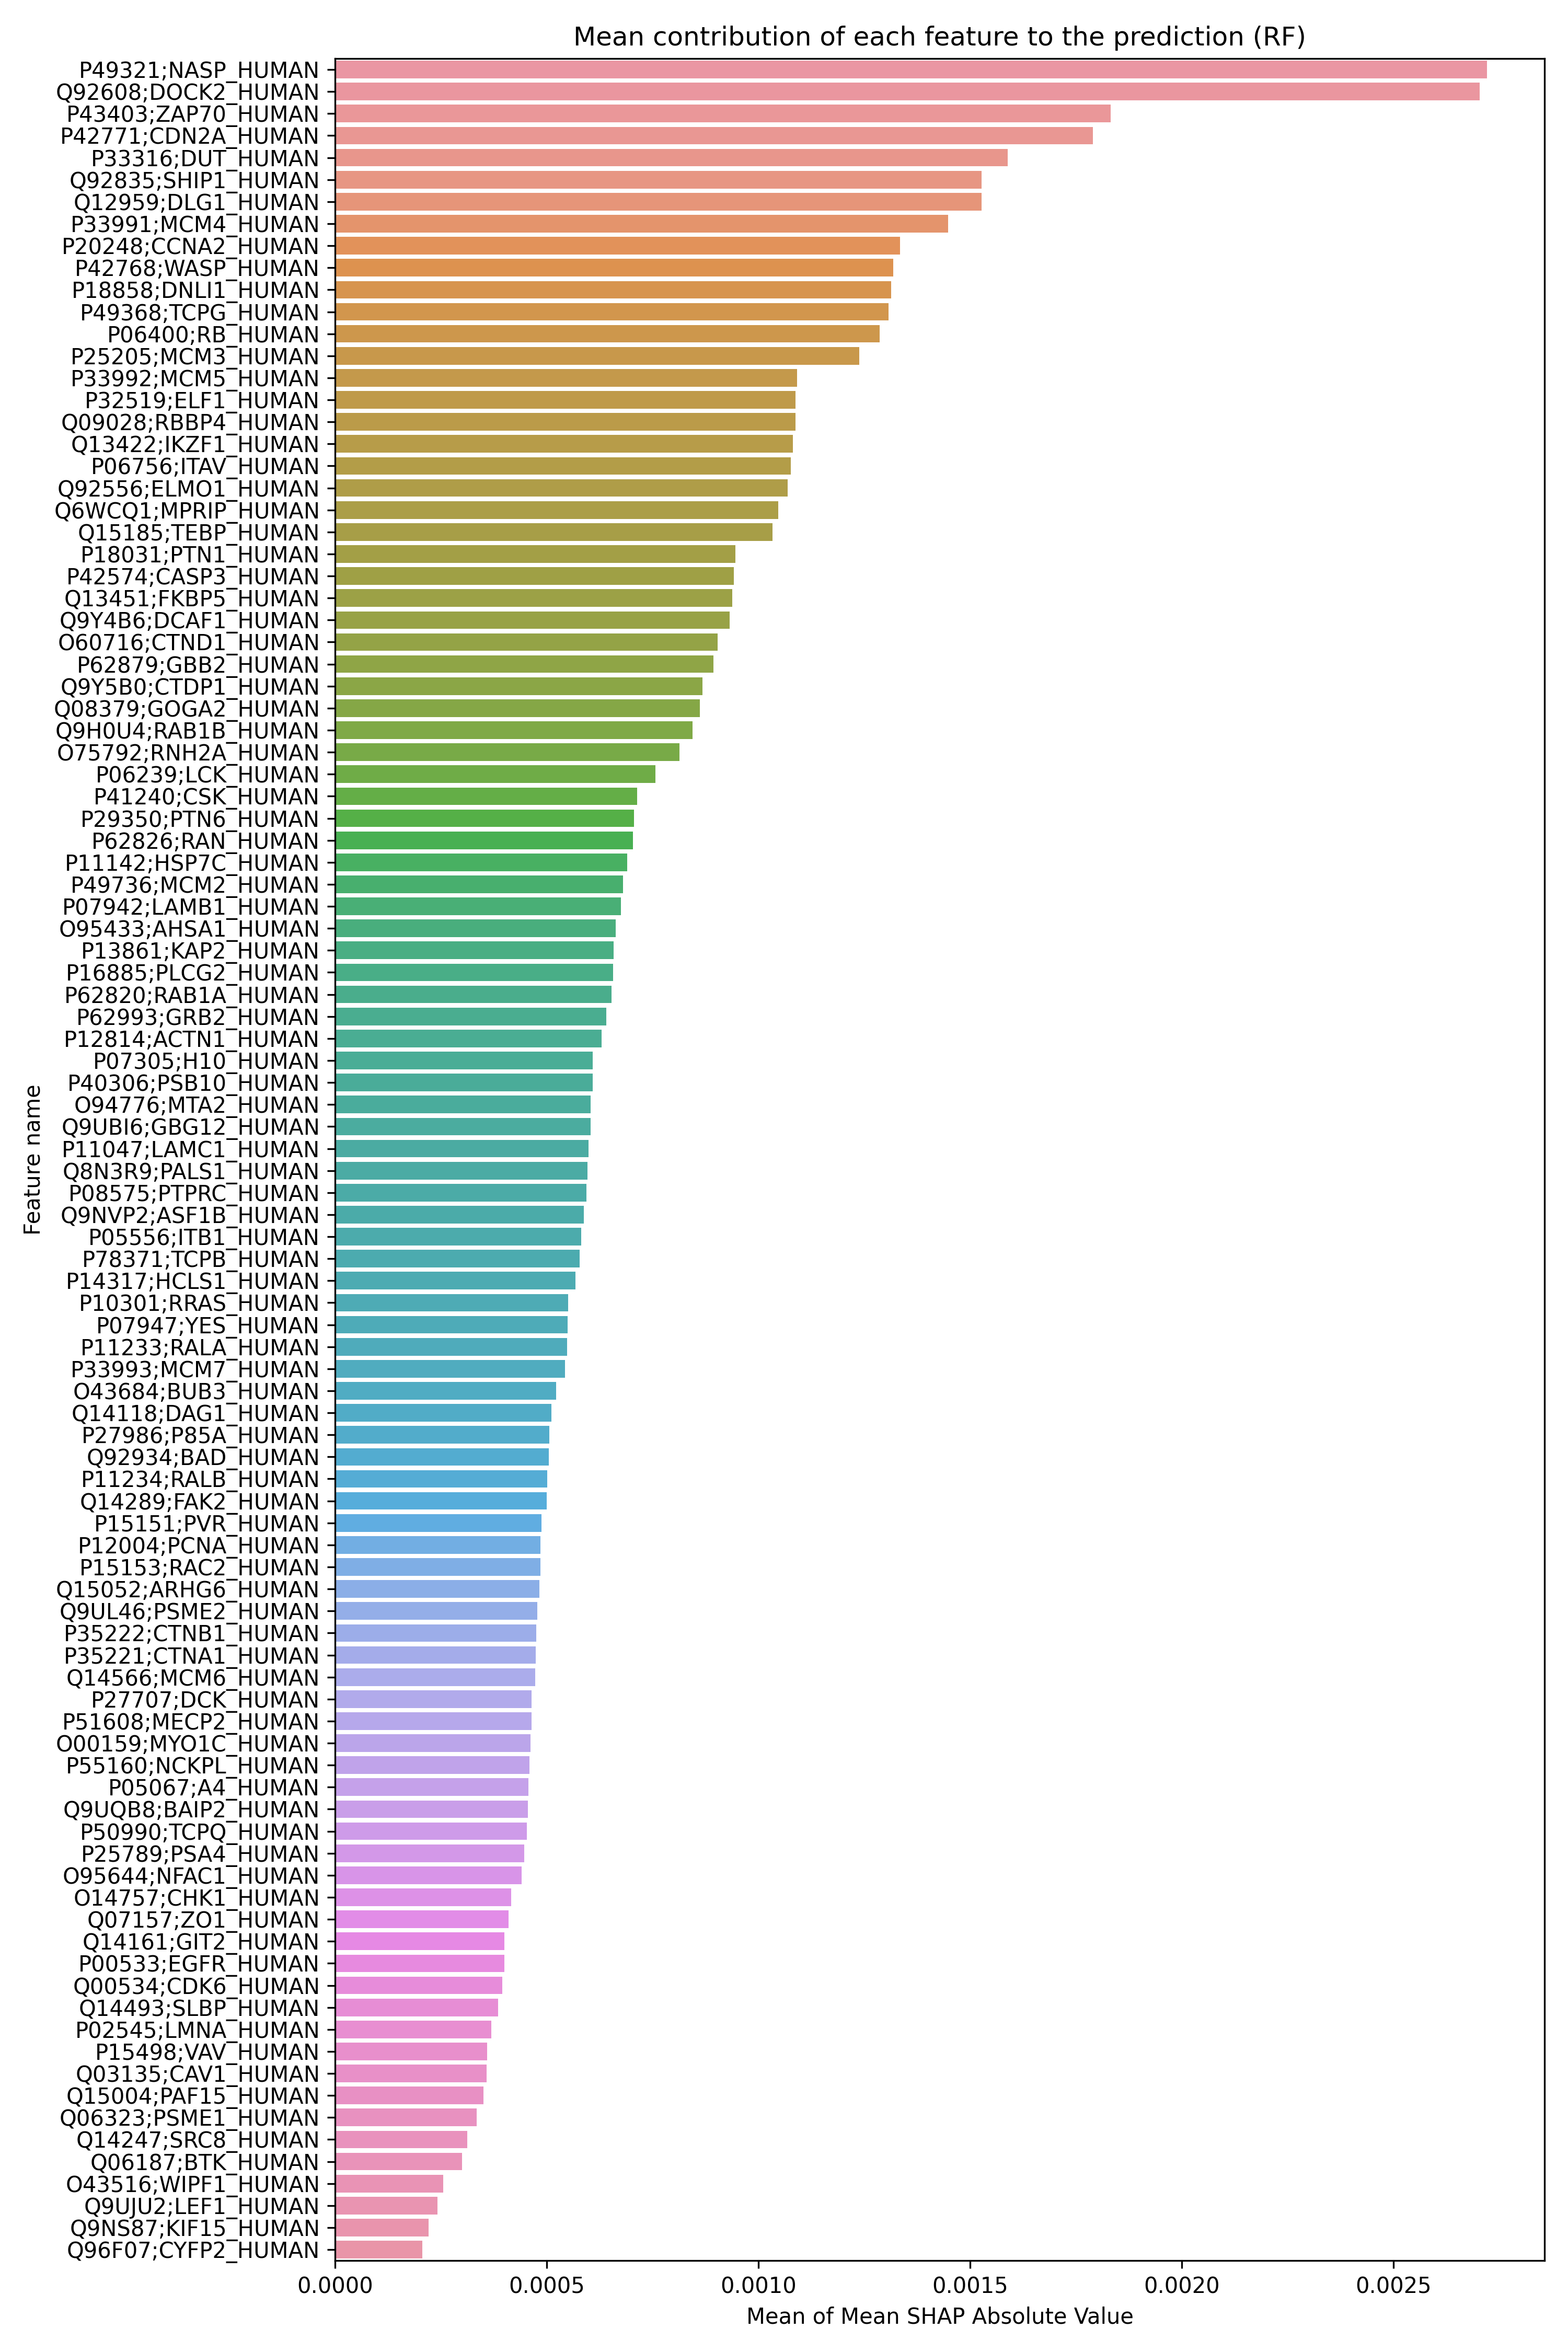 Mean contribution of each feature to the prediction (RF)
P49321;NASP_HUMAN
Q92608;DOCK2_HUMAN
P43403;ZAP70_HUMAN
P42771;CDN2A_HUMAN
P33316;DUT_HUMAN
Q92835;SHIP1_HUMAN
Q12959;DLG1_HUMAN
P33991;MCM4_HUMAN
P20248;CCNA2_HUMAN
P42768;WASP_HUMAN
P18858;DNLI1_HUMAN
P49368;TCPG_HUMAN
P06400;RB_HUMAN
P25205;MCM3_HUMAN
P33992;MCM5_HUMAN
P32519;ELF1_HUMAN
Q09028;RBBP4_HUMAN
Q13422;IKZF1_HUMAN
P06756;ITAV_HUMAN
Q92556;ELMO1_HUMAN
Q6WCQ1;MPRIP_HUMAN
Q15185;TEBP_HUMAN
P18031;PTN1_HUMAN
P42574;CASP3_HUMAN
Q13451;FKBP5_HUMAN
Q9Y4B6;DCAF1_HUMAN
O60716;CTND1_HUMAN
P62879;GBB2_HUMAN
Q9Y5B0;CTDP1_HUMAN
Q08379;GOGA2_HUMAN
Q9H0U4;RAB1B_HUMAN
O75792;RNH2A_HUMAN
P06239;LCK_HUMAN
P41240;CSK_HUMAN
P29350;PTN6_HUMAN
P62826;RAN_HUMAN
P11142;HSP7C_HUMAN
P49736;MCM2_HUMAN
P07942;LAMB1_HUMAN
O95433;AHSA1_HUMAN
P13861;KAP2_HUMAN
P16885;PLCG2_HUMAN
P62820;RAB1A_HUMAN
P62993;GRB2_HUMAN
P12814;ACTN1_HUMAN
P07305;H10_HUMAN
P40306;PSB10_HUMAN
O94776;MTA2_HUMAN
Q9UBI6;GBG12_HUMAN
P11047;LAMC1_HUMAN
Q8N3R9;PALS1_HUMAN
P08575;PTPRC_HUMAN
Q9NVP2;ASF1B_HUMAN
P05556;ITB1_HUMAN
P78371;TCPB_HUMAN
P14317;HCLS1_HUMAN
P10301;RRAS_HUMAN
P07947;YES_HUMAN
P11233;RALA_HUMAN
P33993;MCM7_HUMAN
O43684;BUB3_HUMAN
Q14118;DAG1_HUMAN
P27986;P85A_HUMAN
Q92934;BAD_HUMAN
P11234;RALB_HUMAN
Q14289;FAK2_HUMAN
P15151;PVR_HUMAN
P12004;PCNA_HUMAN
P15153;RAC2_HUMAN
Q15052;ARHG6_HUMAN
Q9UL46;PSME2_HUMAN
P35222;CTNB1_HUMAN
P35221;CTNA1_HUMAN
Q14566;MCM6_HUMAN
P27707;DCK_HUMAN
P51608;MECP2_HUMAN
O00159;MYO1C_HUMAN
P55160;NCKPL_HUMAN
P05067;A4_HUMAN
Q9UQB8;BAIP2_HUMAN
P50990;TCPQ_HUMAN
P25789;PSA4_HUMAN
O95644;NFAC1_HUMAN
O14757;CHK1_HUMAN
Q07157;ZO1_HUMAN
Q14161;GIT2_HUMAN
P00533;EGFR_HUMAN
Q00534;CDK6_HUMAN
Q14493;SLBP_HUMAN
P02545;LMNA_HUMAN
P15498;VAV_HUMAN
Q03135;CAV1_HUMAN
Q15004;PAF15_HUMAN
Q06323;PSME1_HUMAN
Q14247;SRC8_HUMAN
Q06187;BTK_HUMAN
O43516;WIPF1_HUMAN
Q9UJU2;LEF1_HUMAN
Q9NS87;KIF15_HUMAN
Q96F07;CYFP2_HUMAN
Feature name
0.0000 0.0005 0.0010 0.0015 0.0020 0.0025
Mean of Mean SHAP Absolute Value